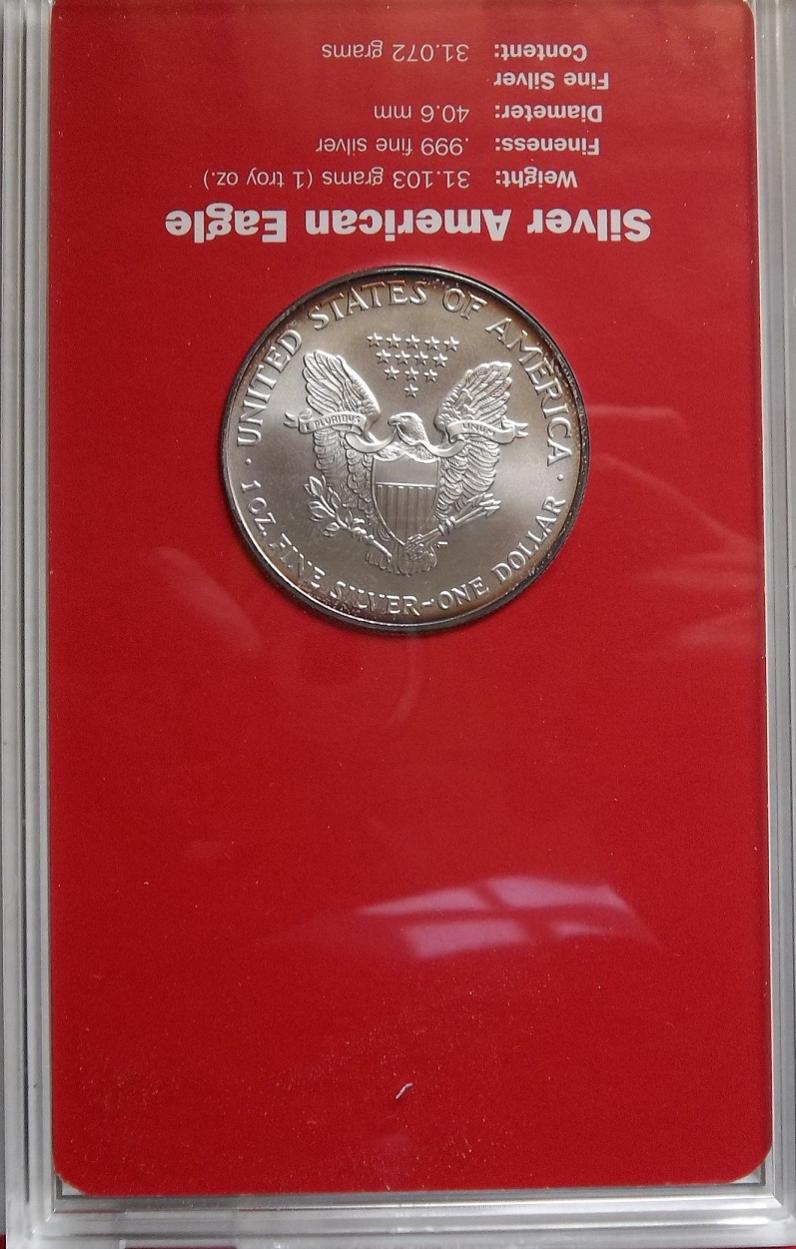 Silver American Eagle
Weight: 31.103 grams (1 troy oz.)
Fineness: .999 fine silver
Diameter: 40.6 mm
Fine Silver
Content: 31.072 grams
UNITED STATES OF AMERICA
E PLURIBUS UNUM
1 OZ. FINE SILVER-ONE DOLLAR